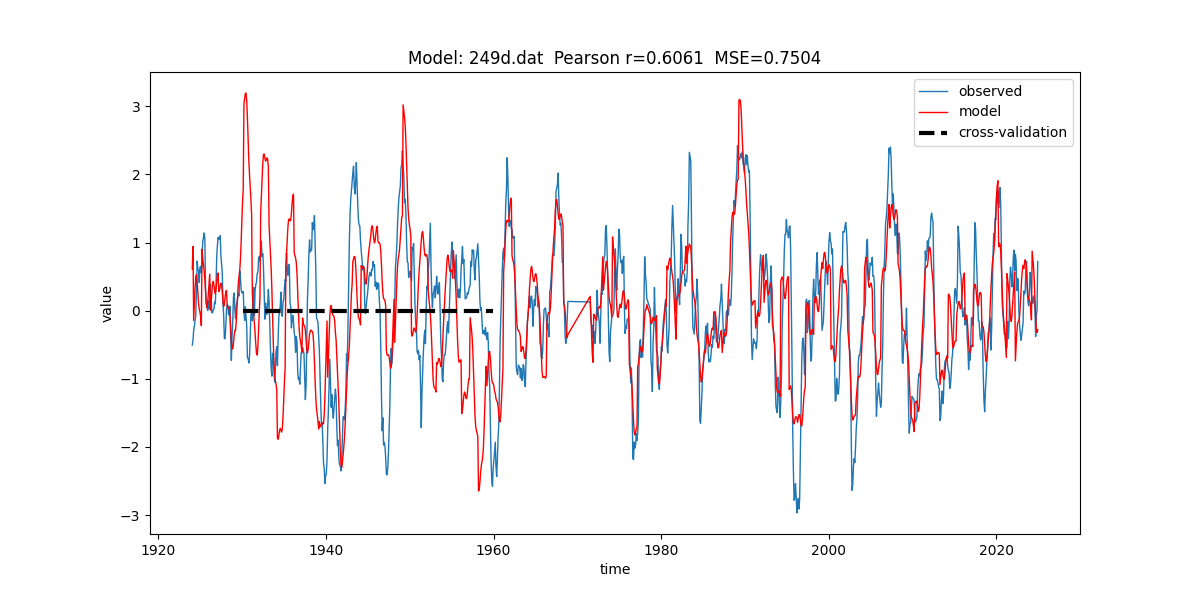 Model: 249d.dat  Pearson r=0.6061  MSE=0.7504
observed
model
cross-validation
3
2
1
0
−1
−2
−3
value
1920
1940
1960
1980
2000
2020
time